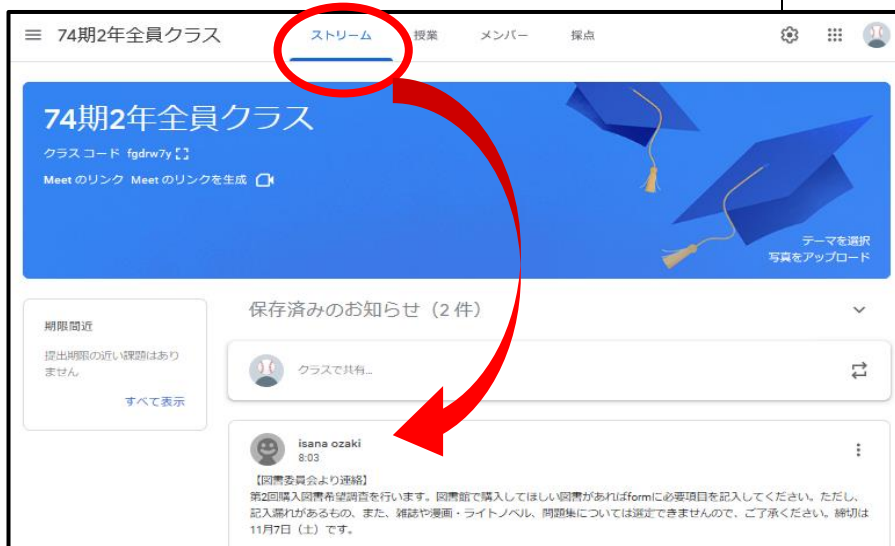 74期2年全員クラス
ストリーム
授業
メンバー
採点
74期2年全員クラス
クラス コード fgdrw7y
Meet のリンク Meet のリンクを生成
テーマを選択
写真をアップロード
期限間近
提出期限の近い課題はあり
ません
すべて表示
保存済みのお知らせ（2 件）
クラスで共有...
isana ozaki
8:03
【図書委員会より連絡】
第2回購入図書希望調査を行います。図書館で購入してほしい図書があればformに必要項目を記入してください。ただし、
記入漏れがあるもの、また、雑誌や漫画・ライトノベル、問題集については選定できませんので、ご了承ください。締切は
11月7日（土）です。